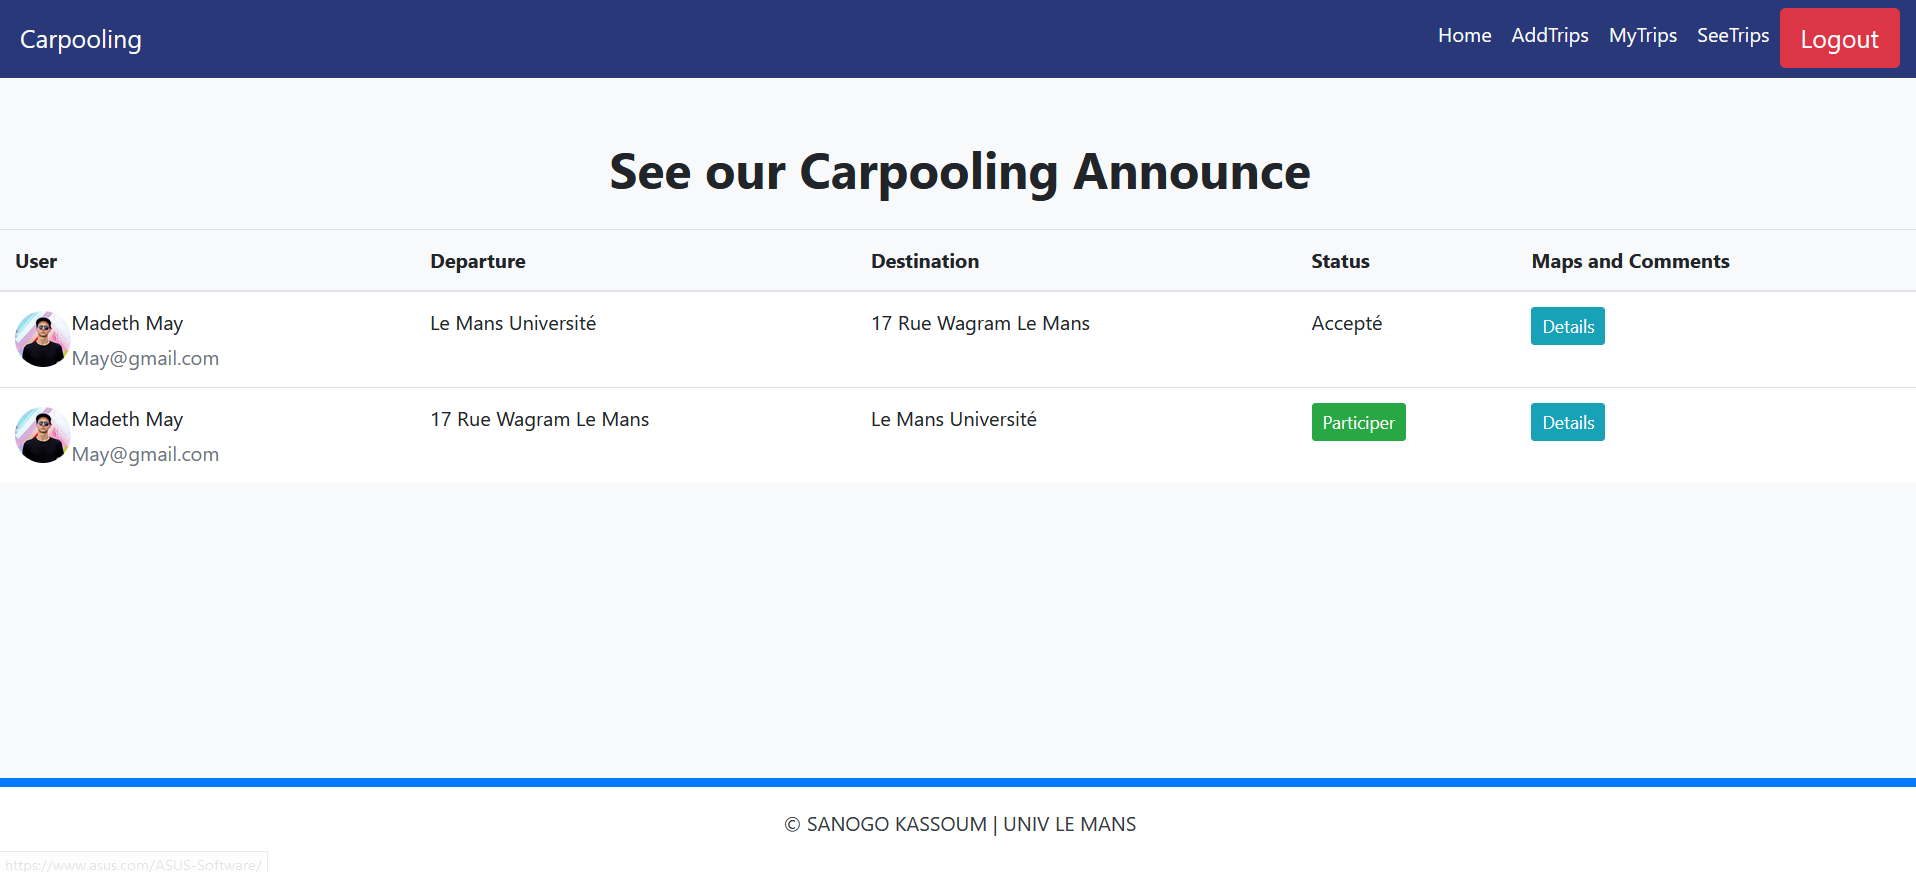 Carpooling
Home AddTrips MyTrips SeeTrips Logout
See our Carpooling Announce
User Departure Destination Status Maps and Comments
Madeth May Le Mans Université 17 Rue Wagram Le Mans Accepté Details
May@gmail.com
Madeth May 17 Rue Wagram Le Mans Le Mans Université Participer Details
May@gmail.com
© SANOGO KASSOUM | UNIV LE MANS
https://www.asus.com/ASUS-Software/